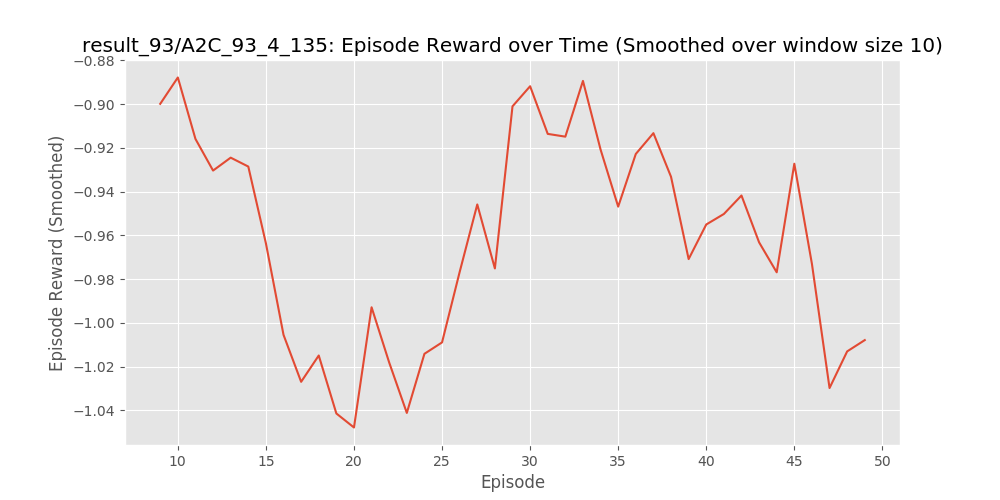 result_93/A2C_93_4_135: Episode Reward over Time (Smoothed over window size 10)
−0.88
−0.90
−0.92
−0.94
−0.96
−0.98
−1.00
−1.02
−1.04
Episode Reward (Smoothed)
10 15 20 25 30 35 40 45 50
Episode